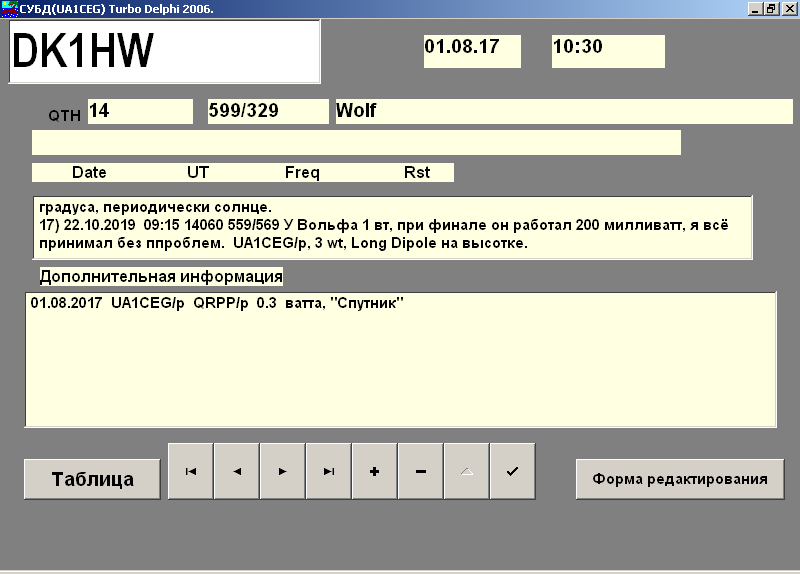 СУБД(UA1CEG) Turbo Delphi 2006.
DK1HW
01.08.17 10:30
QTH 14 599/329 Wolf
Date UT Freq Rst
градуса, периодически солнце.
17) 22.10.2019 09:15 14060 559/569 У Вольфа 1 вт, при финале он работал 200 милливатт, я всё
принимал без ппроблем. UA1CEG/p, 3 wt, Long Dipole на высотке.
Дополнительная информация
01.08.2017 UA1CEG/p QRPP/p 0.3 ватта, "Спутник"
Таблица
Форма редактирования